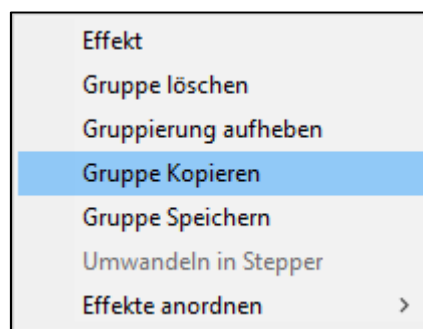 Effekt
Gruppe löschen
Gruppierung aufheben
Gruppe Kopieren
Gruppe Speichern
Umwandeln in Stepper
Effekte anordnen